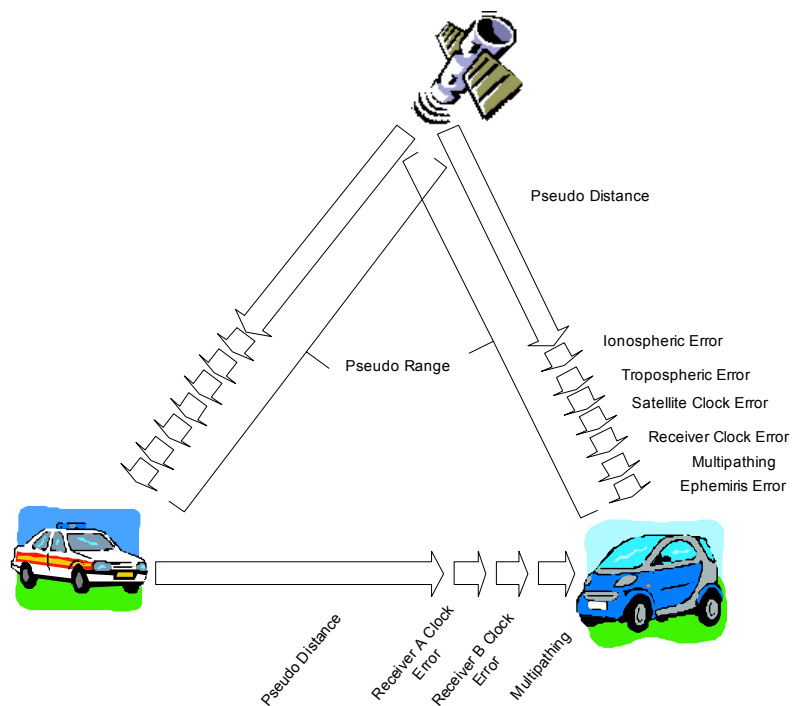 Pseudo Distance
Ionospheric Error
Pseudo Range
Tropospheric Error
Satellite Clock Error
Receiver Clock Error
Multipathing
Ephemiris Error
Pseudo Distance
Receiver A Clock
Error
Receiver B Clock
Error
Multipathing